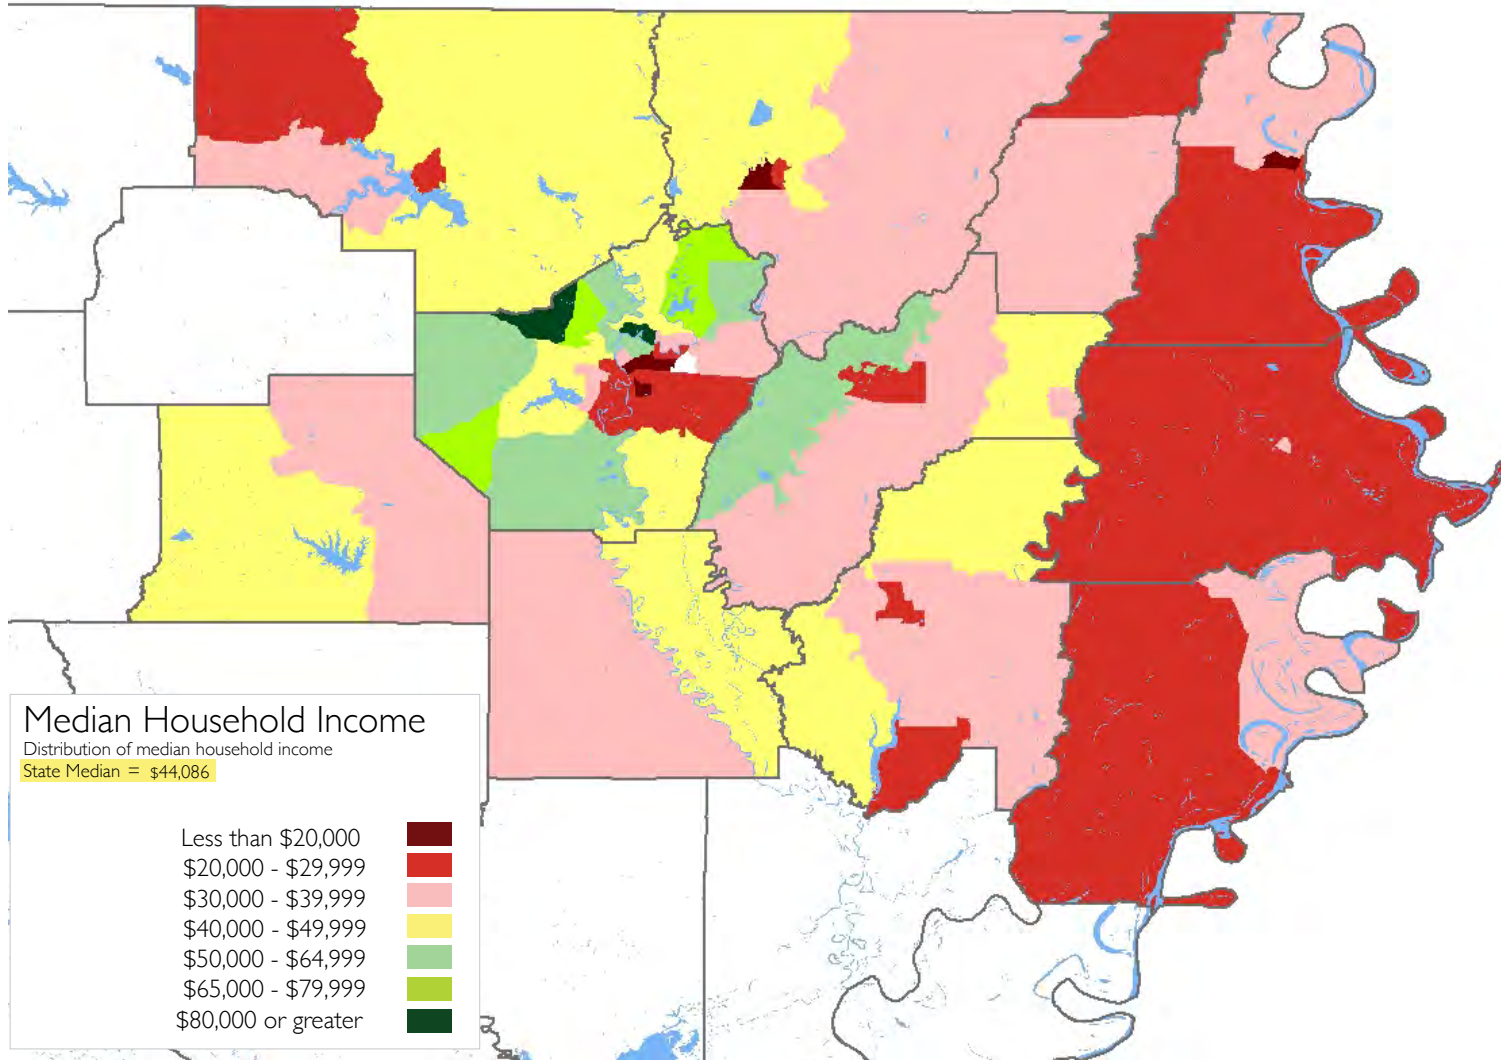 Median Household Income
Distribution of median household income
State Median = $44,086
Less than $20,000
$20,000 - $29,999
$30,000 - $39,999
$40,000 - $49,999
$50,000 - $64,999
$65,000 - $79,999
$80,000 or greater